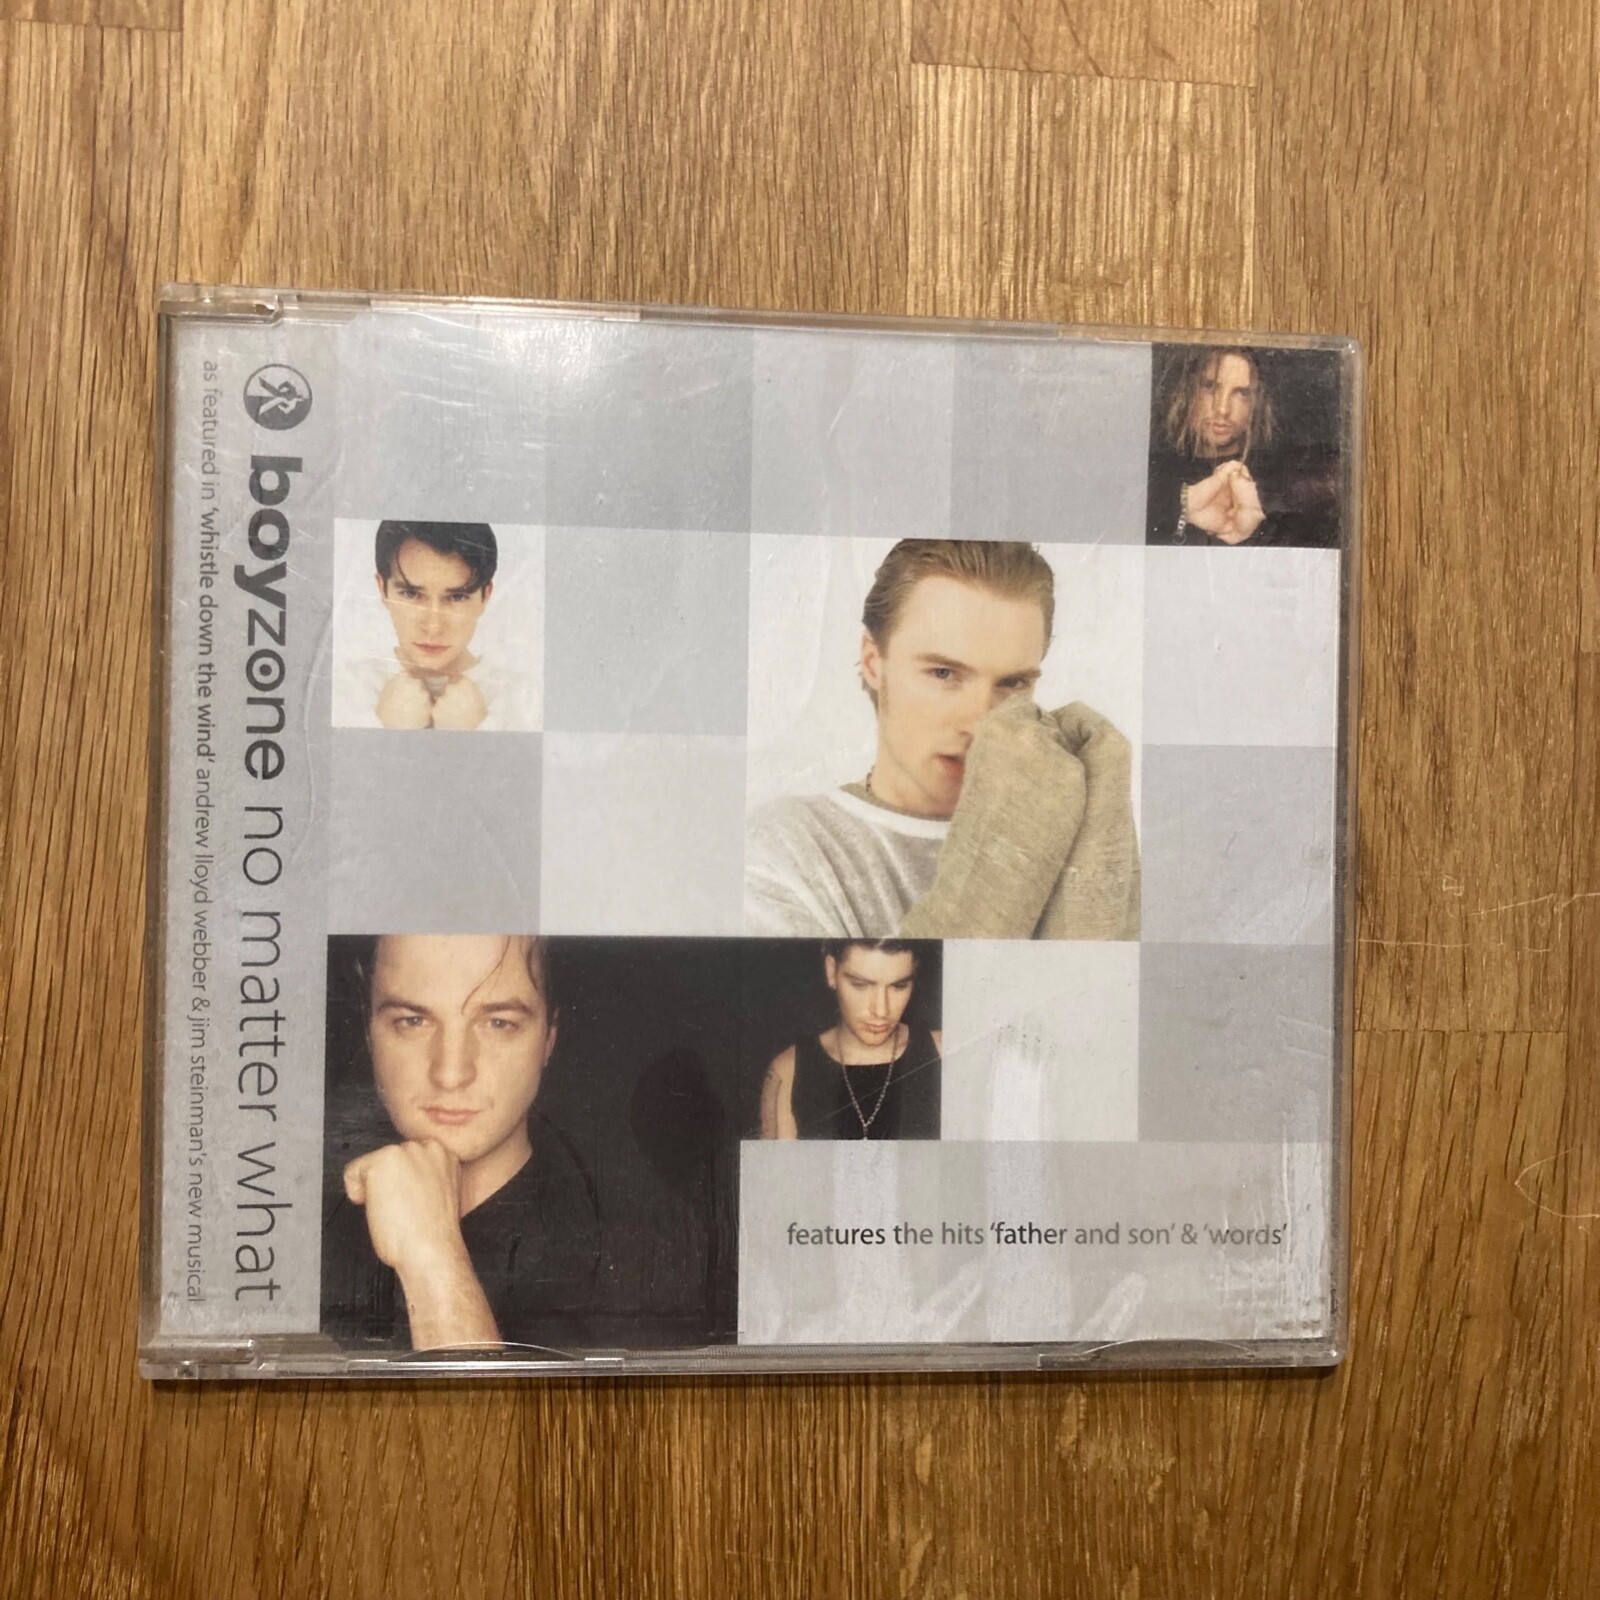 boyzone no matter what
as featured in 'whistle down the wind' andrew lloyd webber & jim steinman's new musical
features the hits 'father and son' & 'words'